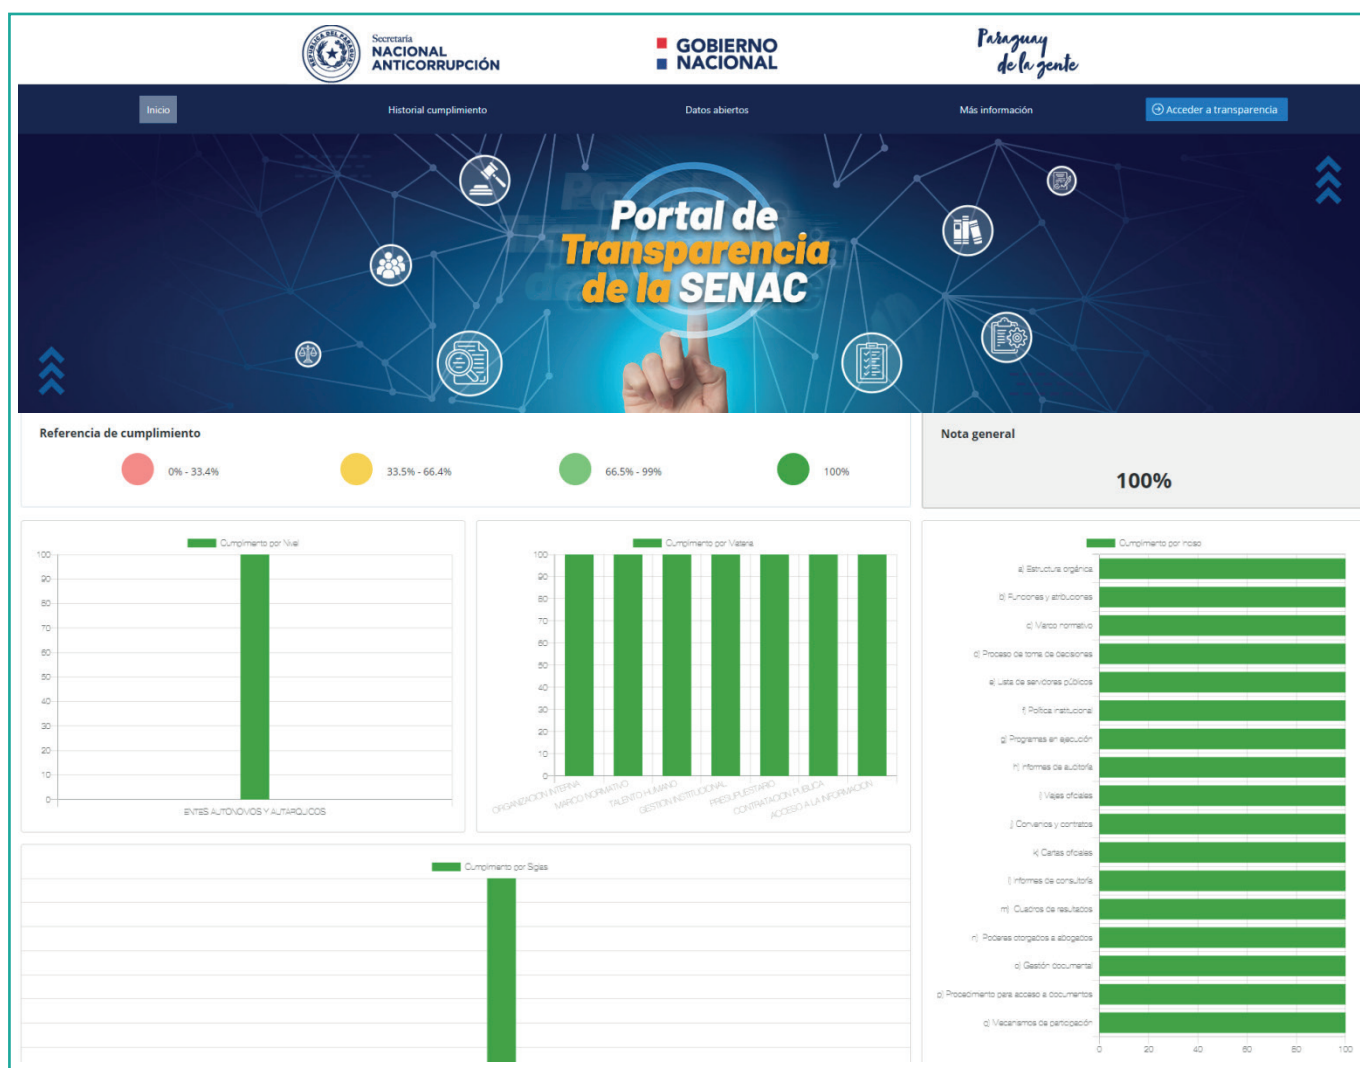 Secretaría
NACIONAL
ANTICORRUPCIÓN
GOBIERNO
NACIONAL
Paraguay
de la gente
Inicio
Historial cumplimiento
Datos abiertos
Más información
Acceder a transparencia
Portal de
Transparencia
de la SENAC
Referencia de cumplimiento
0% - 33.4%
33.5% - 66.4%
66.5% - 99%
100%
Nota general
100%
Cumplimiento por Nivel
100
90
80
70
60
50
40
30
20
10
0
ENTES AUTÓNOMOS Y AUTÁRQUICOS
Cumplimiento por Materia
100
90
80
70
60
50
40
30
20
10
0
ORGANIZACION INTERNA
MARCO NORMATIVO
TALENTO HUMANO
GESTION INSTITUCIONAL
PRESUPUESTARIO
CONTRATACION PUBLICA
ACCESO A LA INFORMACION
Cumplimiento por Siglas
Cumplimiento por inciso
a) Estructura orgánica
b) Funciones y atribuciones
c) Marco normativo
d) Proceso de toma de decisiones
e) Lista de servidores públicos
f) Política institucional
g) Programas en ejecución
h) Informes de auditoría
i) Viajes oficiales
j) Convenios y contratos
k) Cartas oficiales
l) Informes de consultoría
m) Cuadros de resultados
n) Poderes otorgados a abogados
o) Gestión documental
p) Procedimiento para acceso a documentos
q) Mecanismos de participación
0 20 40 60 80 100